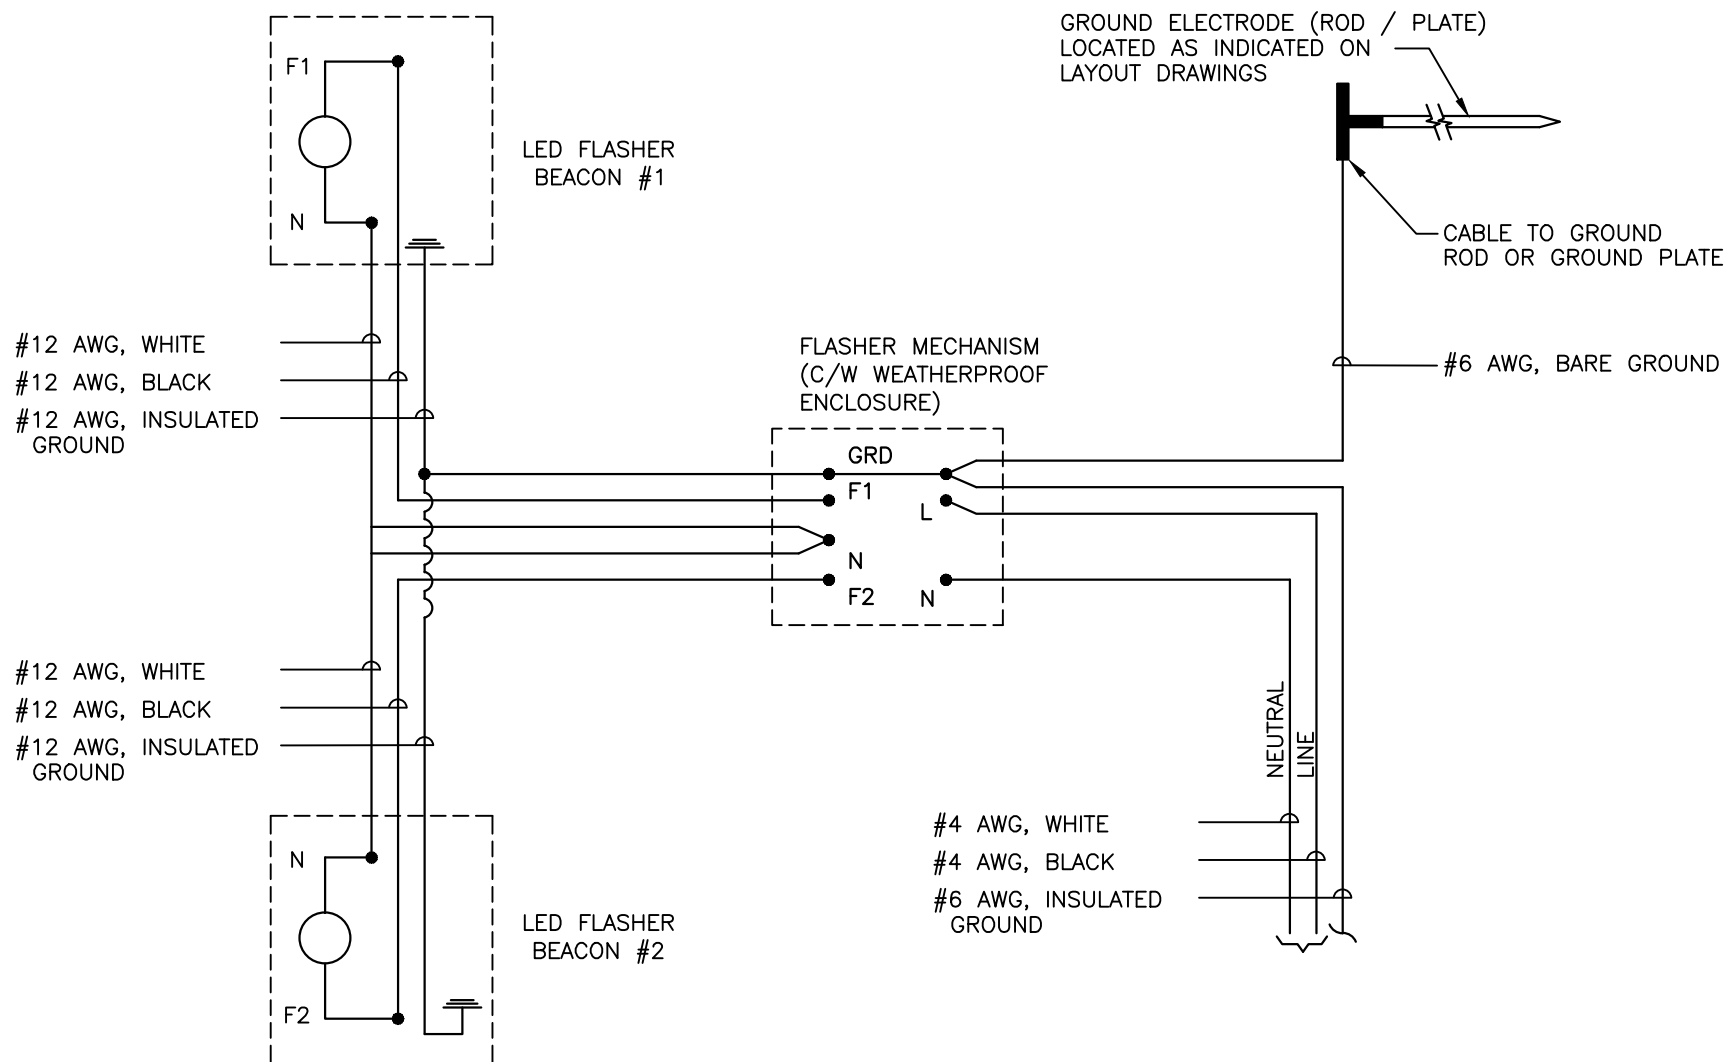 GROUND ELECTRODE (ROD / PLATE)
LOCATED AS INDICATED ON
LAYOUT DRAWINGS
F1
LED FLASHER
BEACON #1
N
CABLE TO GROUND
ROD OR GROUND PLATE
#12 AWG, WHITE
#12 AWG, BLACK
#12 AWG, INSULATED
GROUND
FLASHER MECHANISM
(C/W WEATHERPROOF
ENCLOSURE)
#6 AWG, BARE GROUND
GRD
F1
L
N
F2
N
#12 AWG, WHITE
#12 AWG, BLACK
#12 AWG, INSULATED
GROUND
NEUTRAL
LINE
#4 AWG, WHITE
#4 AWG, BLACK
#6 AWG, INSULATED
GROUND
N
LED FLASHER
BEACON #2
F2